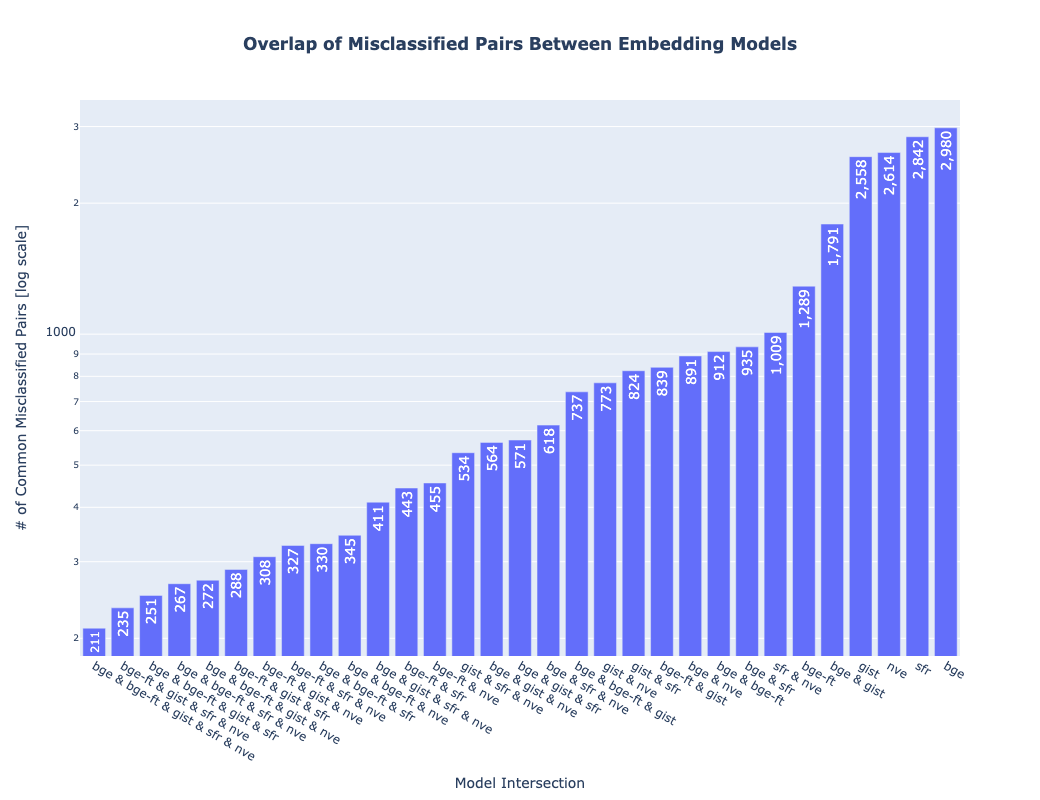 Overlap of Misclassified Pairs Between Embedding Models
# of Common Misclassified Pairs [log scale]
3
2
1000
9
8
7
6
5
4
3
2
211
235
251
267
272
288
308
327
330
345
411
443
455
534
564
571
618
737
773
824
839
891
912
935
1,009
1,289
1,791
2,558
2,614
2,842
2,980
bge & bge-ft & gist & sfr & nve
bge-ft & gist & sfr & nve
bge & bge-ft & gist & sfr
bge & bge-ft & sfr & nve
bge & bge-ft & gist & nve
bge-ft & gist & sfr
bge-ft & gist & nve
bge-ft & sfr & nve
bge & bge-ft & sfr
bge & bge-ft & nve
bge & gist & sfr & nve
bge-ft & sfr
bge-ft & nve
gist & sfr & nve
bge & gist & nve
bge & gist & sfr
bge & sfr & nve
bge & bge-ft & gist
gist & nve
gist & sfr
bge-ft & gist
bge & nve
bge & bge-ft
bge & sfr
sfr & nve
bge-ft
bge & gist
gist
nve
sfr
bge
Model Intersection